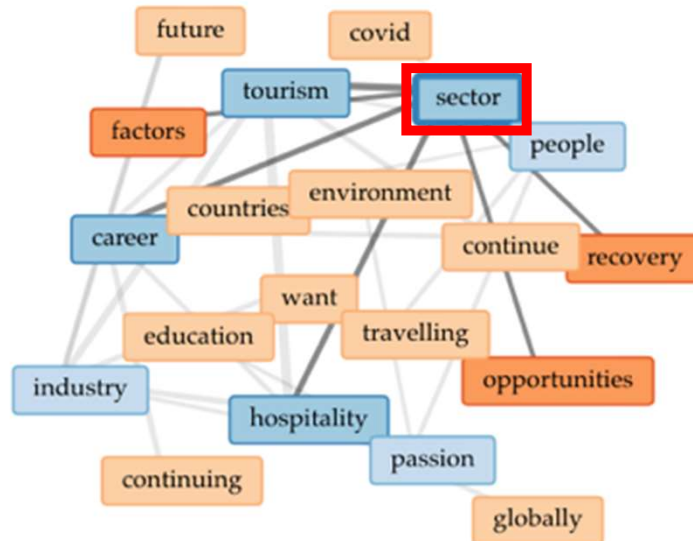 future
covid
tourism
sector
factors
people
environment
countries
career
continue
recovery
want
education
travelling
industry
opportunities
hospitality
passion
continuing
globally